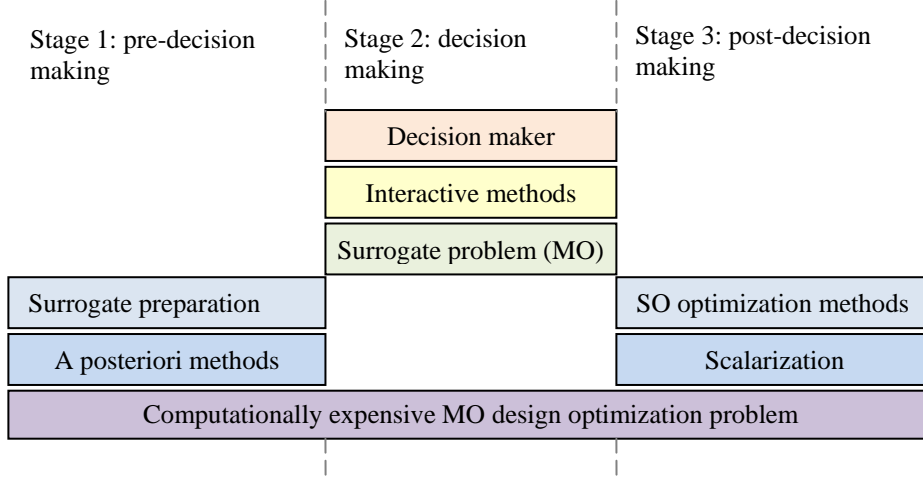 Stage 1: pre-decision
making
Stage 2: decision
making
Stage 3: post-decision
making
Decision maker
Interactive methods
Surrogate problem (MO)
Surrogate preparation
SO optimization methods
A posteriori methods
Scalarization
Computationally expensive MO design optimization problem